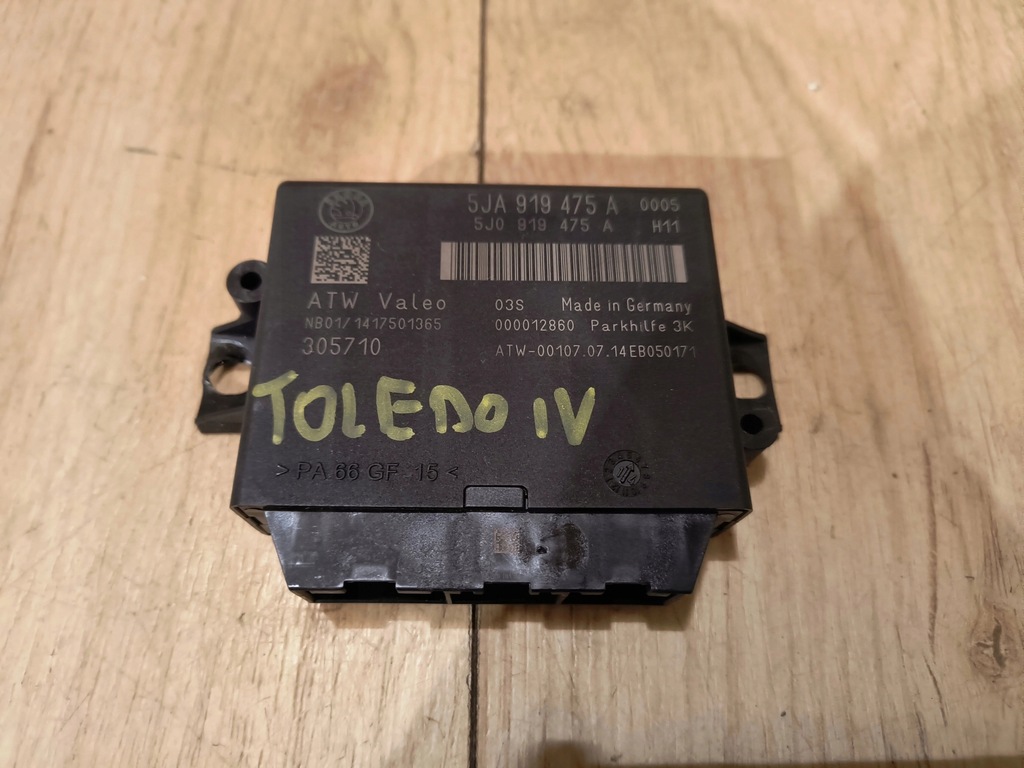 5JA 919 475 A 0005
5J0 919 475 A H11
ATW Valeo 03S Made in Germany
NB01/1417501365 000012860 Parkhilfe 3K
305710 ATW-00107.07.14EB050171
TOLEDO IV
>PA 66 GF 15<